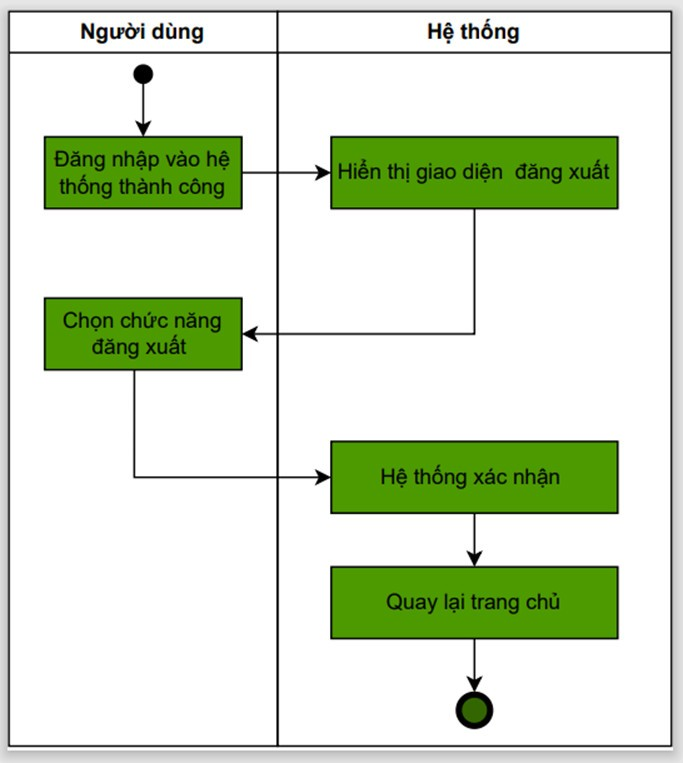 Người dùng
Hệ thống
Đăng nhập vào hệ
thống thành công
Hiển thị giao diện  đăng xuất
Chọn chức năng
đăng xuất
Hệ thống xác nhận
Quay lại trang chủ